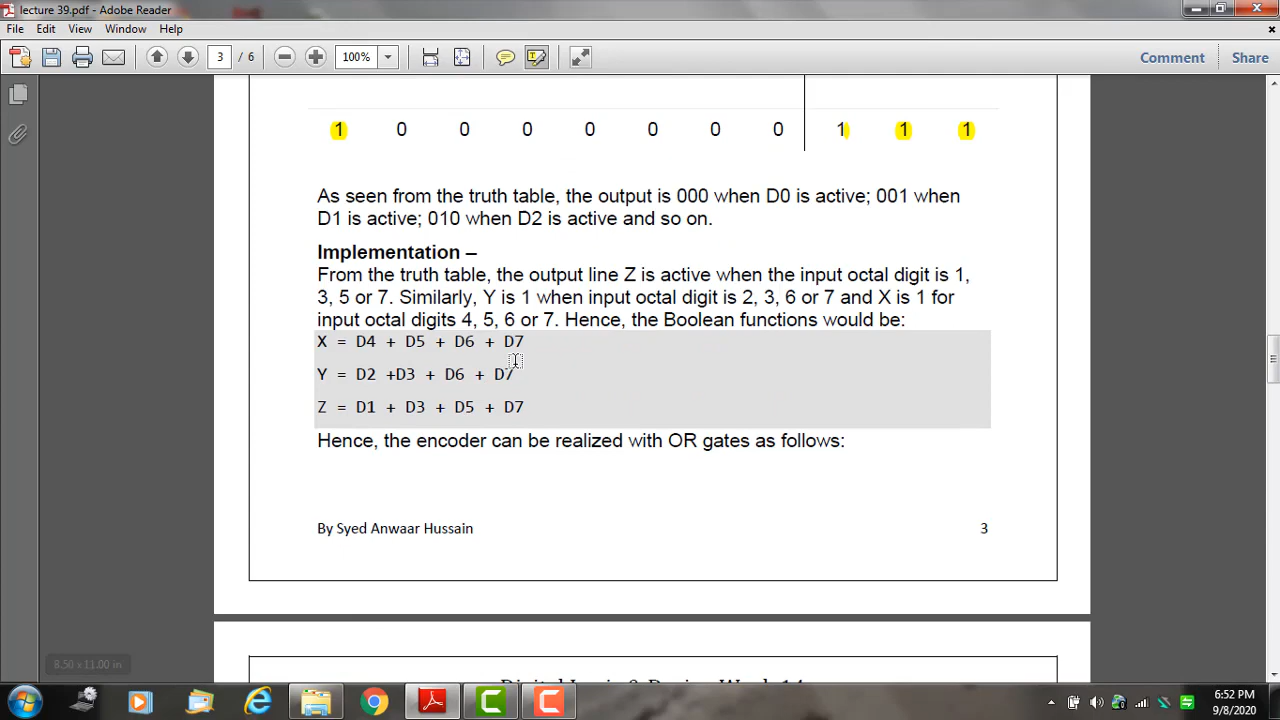 lecture 39.pdf - Adobe Reader
File Edit View Window Help
3 / 6 100% Comment Share
1 0 0 0 0 0 0 0 1 1 1
As seen from the truth table, the output is 000 when D0 is active; 001 when
D1 is active; 010 when D2 is active and so on.
Implementation –
From the truth table, the output line Z is active when the input octal digit is 1,
3, 5 or 7. Similarly, Y is 1 when input octal digit is 2, 3, 6 or 7 and X is 1 for
input octal digits 4, 5, 6 or 7. Hence, the Boolean functions would be:
X = D4 + D5 + D6 + D7
Y = D2 +D3 + D6 + D7
Z = D1 + D3 + D5 + D7
Hence, the encoder can be realized with OR gates as follows:
By Syed Anwaar Hussain 3
8.50 x 11.00 in
6:52 PM
9/8/2020